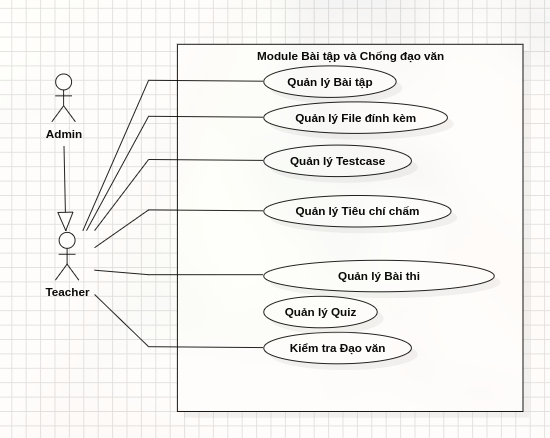 Module Bài tập và Chống đạo văn
Quản lý Bài tập
Quản lý File đính kèm
Admin
Quản lý Testcase
Quản lý Tiêu chí chấm
Quản lý Bài thi
Teacher
Quản lý Quiz
Kiểm tra Đạo văn